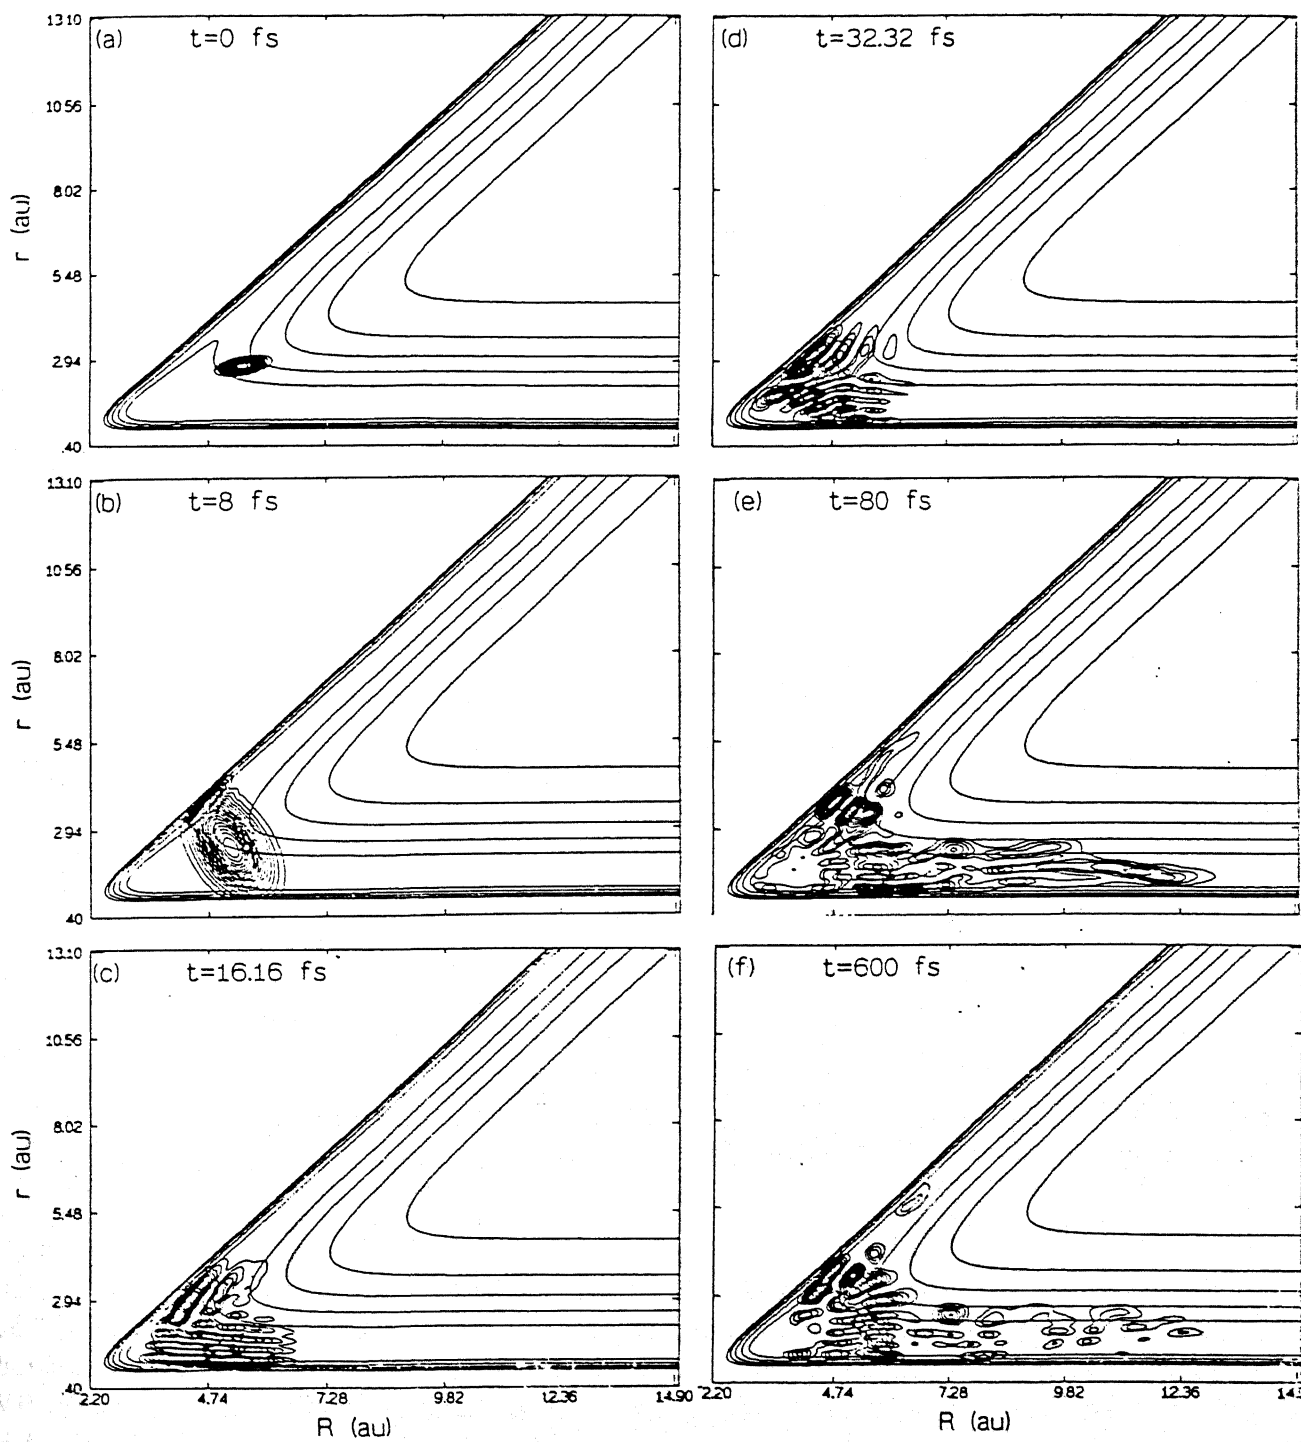 (a) t=0 fs
13.10
10.56
8.02
5.48
2.94
.40
r (au)
(b) t=8 fs
13.10
10.56
8.02
5.48
2.94
.40
r (au)
(c) t=16.16 fs
13.10
10.56
8.02
5.48
2.94
.40
r (au)
2.20 4.74 7.28 9.82 12.36 14.90
R (au)
(d) t=32.32 fs
(e) t=80 fs
(f) t=600 fs
2.20 4.74 7.28 9.82 12.36
R (au)